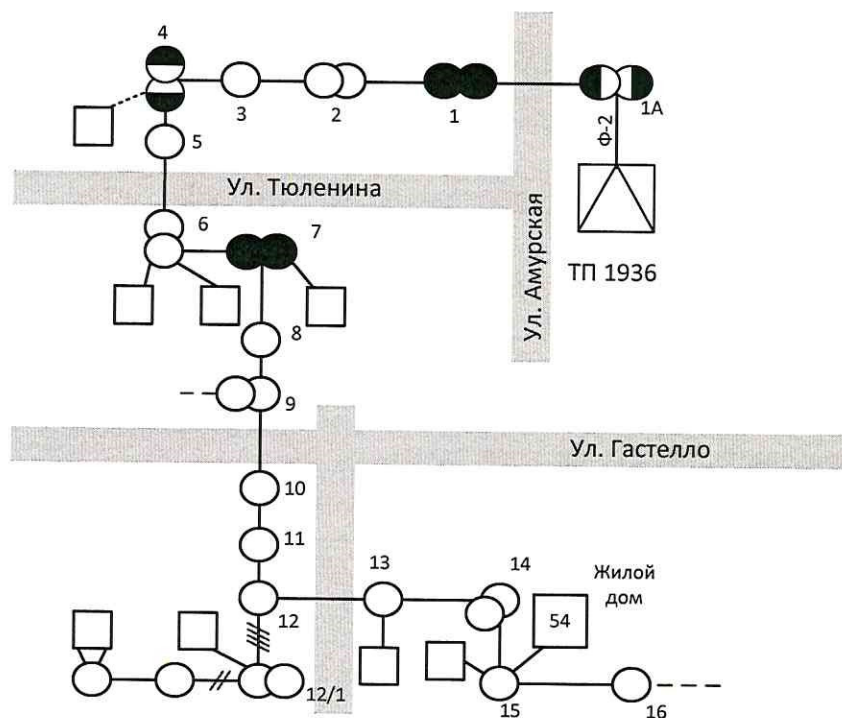 4
3
2
1
1А
5
ф-2
Ул. Тюленина
6
7
Ул. Амурская
ТП 1936
8
9
Ул. Гастелло
10
11
12
13
14
Жилой
дом
54
12/1
15
16